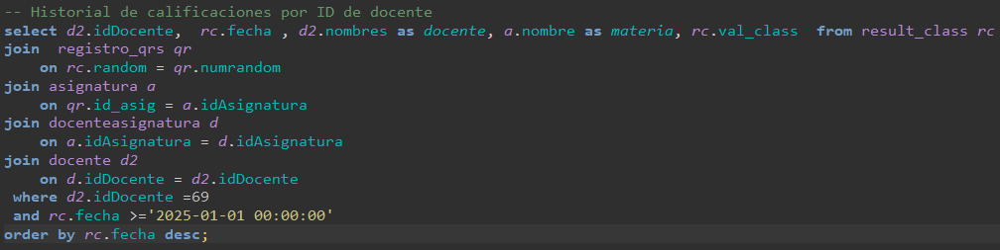 -- Historial de calificaciones por ID de docente
select d2.idDocente,  rc.fecha , d2.nombres as docente, a.nombre as materia, rc.val_class  from result_class rc
join  registro_qrs qr
    on rc.random = qr.numrandom
join asignatura a
    on qr.id_asig = a.idAsignatura
join docenteasignatura d
    on a.idAsignatura = d.idAsignatura
join docente d2
    on d.idDocente = d2.idDocente
 where d2.idDocente =69
 and rc.fecha >='2025-01-01 00:00:00'
order by rc.fecha desc;